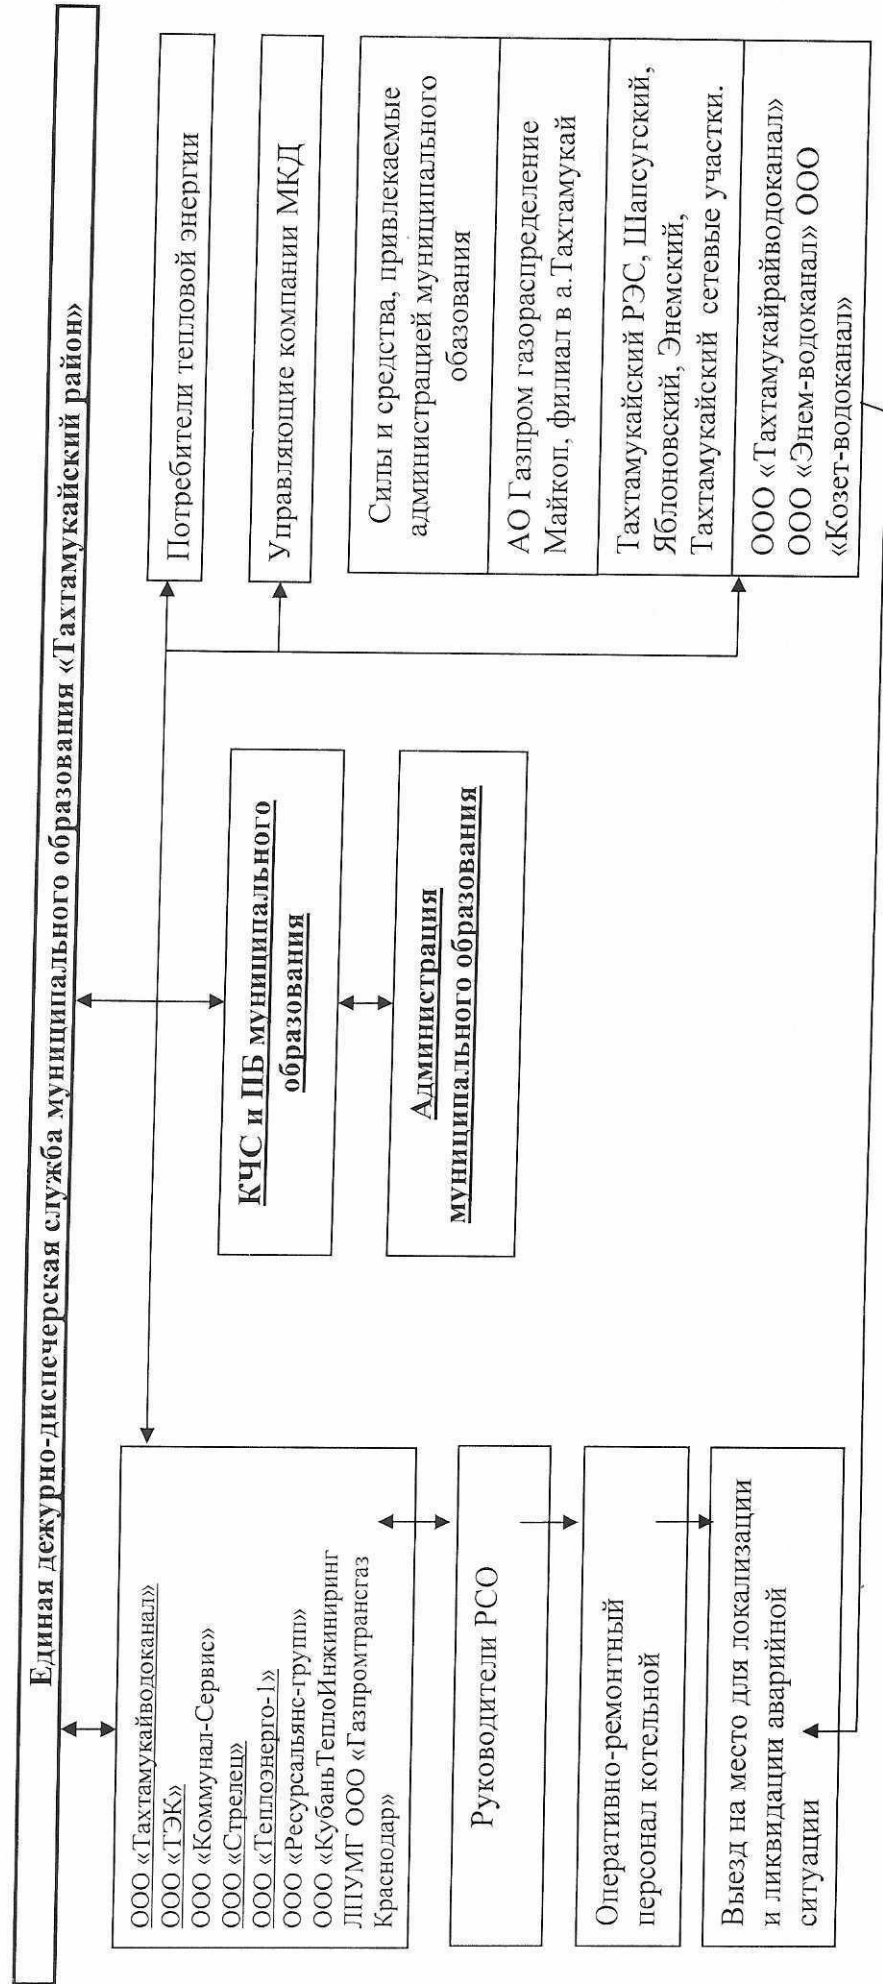 Единая дежурно-диспечерская служба муниципального образования «Тахтамукайский район»
ООО «Тахтамукайводоканал»
ООО «ТЭК»
ООО «Коммунал-Сервис»
ООО «Стрелец»
ООО «Теплоэнерго-1»
ООО «Ресурсальянс-групп»
ООО «КубаньТеплоИнжиниринг
ЛПУМГ ООО «Газпромтрансгаз
Краснодар»
Руководители РСО
Оперативно-ремонтный
персонал котельной
Выезд на место для локализации
и ликвидации аварийной
ситуации
КЧС и ПБ муниципального
образования
Администрация
муниципального образования
Потребители тепловой энергии
Управляющие компании МКД
Силы и средства, привлекаемые
администрацией муниципального
обазования
АО Газпром газораспределение
Майкоп, филиал в а.Тахтамукай
Тахтамукайский РЭС, Шапсугский,
Яблоновский, Энемский,
Тахтамукайский сетевые участки.
ООО «Тахтамукайрайводоканал»
ООО «Энем-водоканал» ООО
«Козет-водоканал»